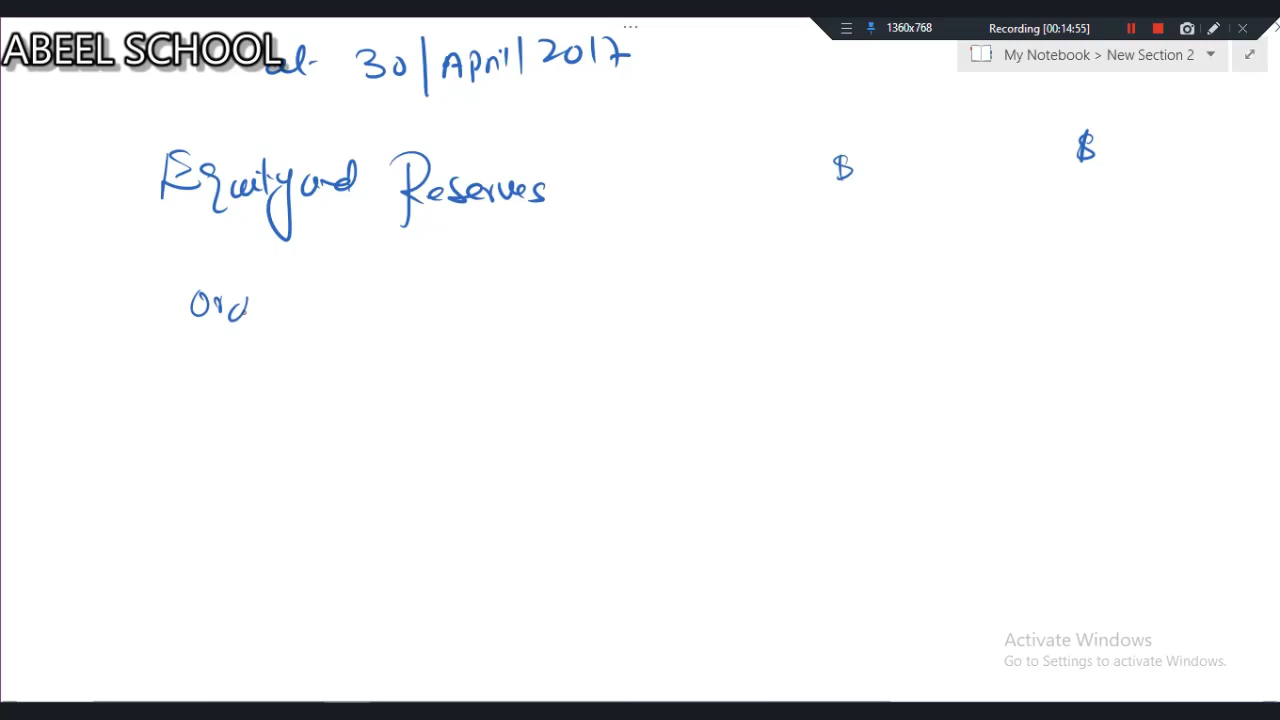 1360x768 Recording [00:14:55]
ABEEL SCHOOL
at 30/April/2017
My Notebook > New Section 2
$ $
Equity and Reserves
Ord
Activate Windows
Go to Settings to activate Windows.